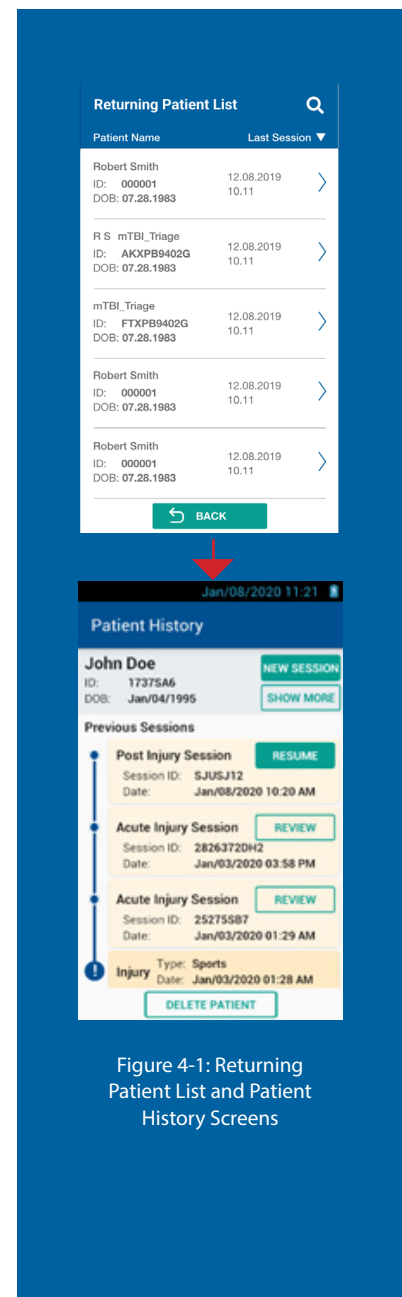 Returning Patient List
Patient Name Last Session ▼
Robert Smith
ID: 000001
DOB: 07.28.1983
12.08.2019
10.11
R S mTBI_Triage
ID: AKXPB9402G
DOB: 07.28.1983
12.08.2019
10.11
mTBI_Triage
ID: FTXPB9402G
DOB: 07.28.1983
12.08.2019
10.11
Robert Smith
ID: 000001
DOB: 07.28.1983
12.08.2019
10.11
Robert Smith
ID: 000001
DOB: 07.28.1983
12.08.2019
10.11
BACK
Jan/08/2020 11:21
Patient History
John Doe
NEW SESSION
ID: 1737SA6
DOB: Jan/04/1995
SHOW MORE
Previous Sessions
Post Injury Session RESUME
Session ID: SJUSJ12
Date: Jan/08/2020 10:20 AM
Acute Injury Session REVIEW
Session ID: 2826372DH2
Date: Jan/03/2020 03:58 PM
Acute Injury Session REVIEW
Session ID: 25275SB7
Date: Jan/03/2020 01:29 AM
Injury Type: Sports
Date: Jan/03/2020 01:28 AM
DELETE PATIENT
Figure 4-1: Returning
Patient List and Patient
History Screens